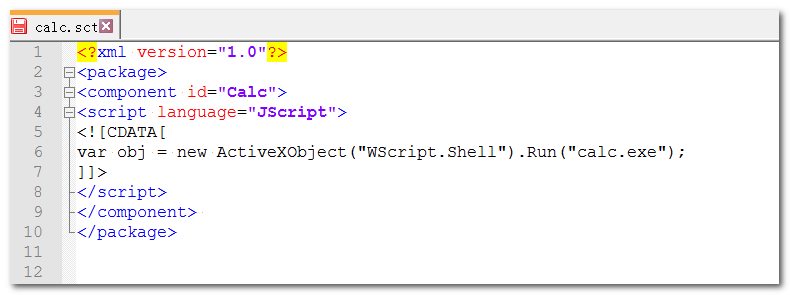 calc.sct
1 <?xml version="1.0"?>
2 <package>
3 <component id="Calc">
4 <script language="JScript">
5 <![CDATA[
6 var obj = new ActiveXObject("WScript.Shell").Run("calc.exe");
7 ]]>
8 </script>
9 </component>
10 </package>
11
12